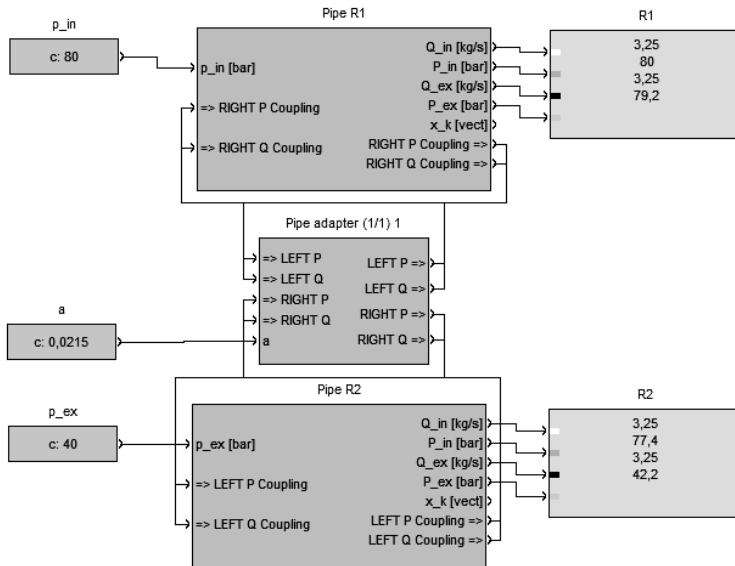 Pipe R1
p_in
c: 80
p_in [bar]
=> RIGHT P Coupling
=> RIGHT Q Coupling
Q_in [kg/s]
P_in [bar]
Q_ex [kg/s]
P_ex [bar]
x_k [vect]
RIGHT P Coupling =>
RIGHT Q Coupling =>
R1
3,25
80
3,25
79,2
Pipe adapter (1/1) 1
=> LEFT P
=> LEFT Q
=> RIGHT P
=> RIGHT Q
a
LEFT P =>
LEFT Q =>
RIGHT P =>
RIGHT Q =>
a
c: 0,0215
Pipe R2
p_ex
c: 40
p_ex [bar]
=> LEFT P Coupling
=> LEFT Q Coupling
Q_in [kg/s]
P_in [bar]
Q_ex [kg/s]
P_ex [bar]
x_k [vect]
LEFT P Coupling =>
LEFT Q Coupling =>
R2
3,25
77,4
3,25
42,2